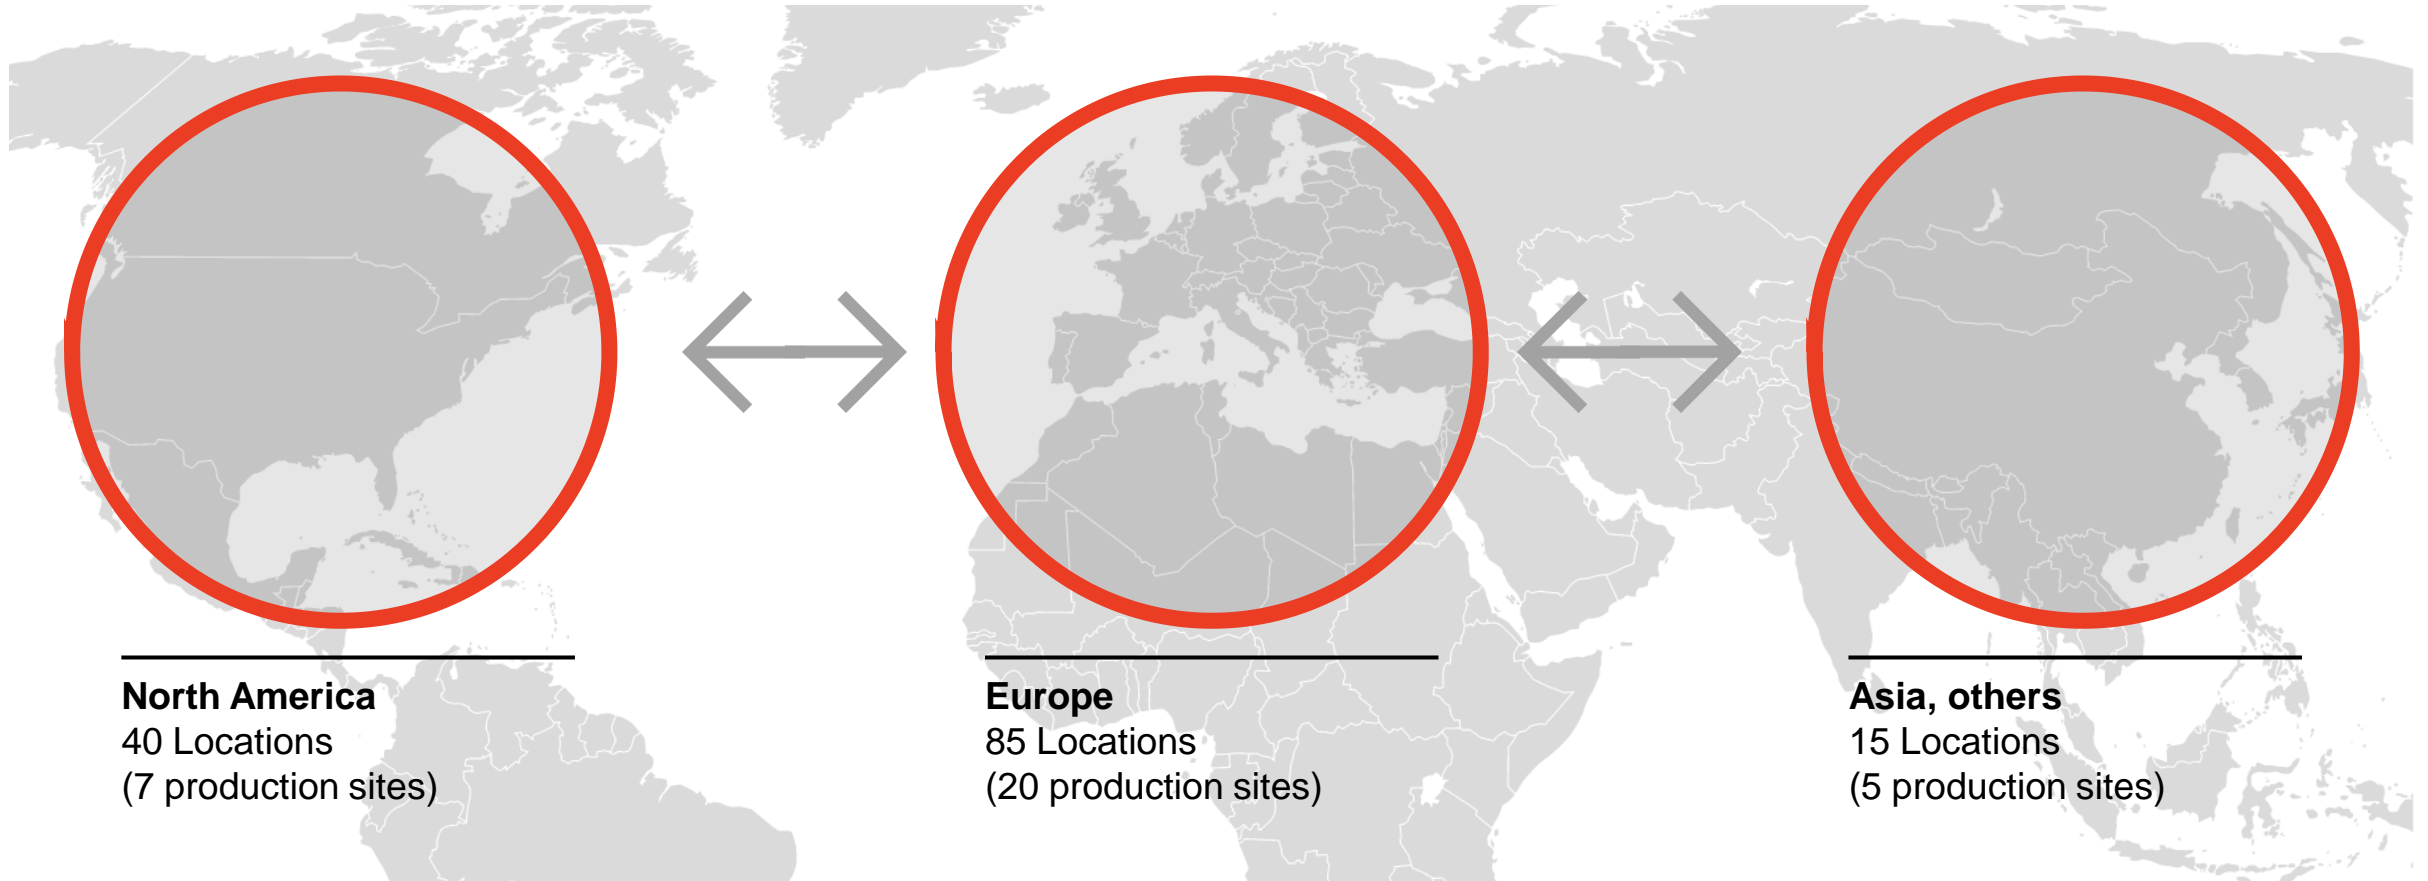 North America
40 Locations
(7 production sites)
Europe
85 Locations
(20 production sites)
Asia, others
15 Locations
(5 production sites)